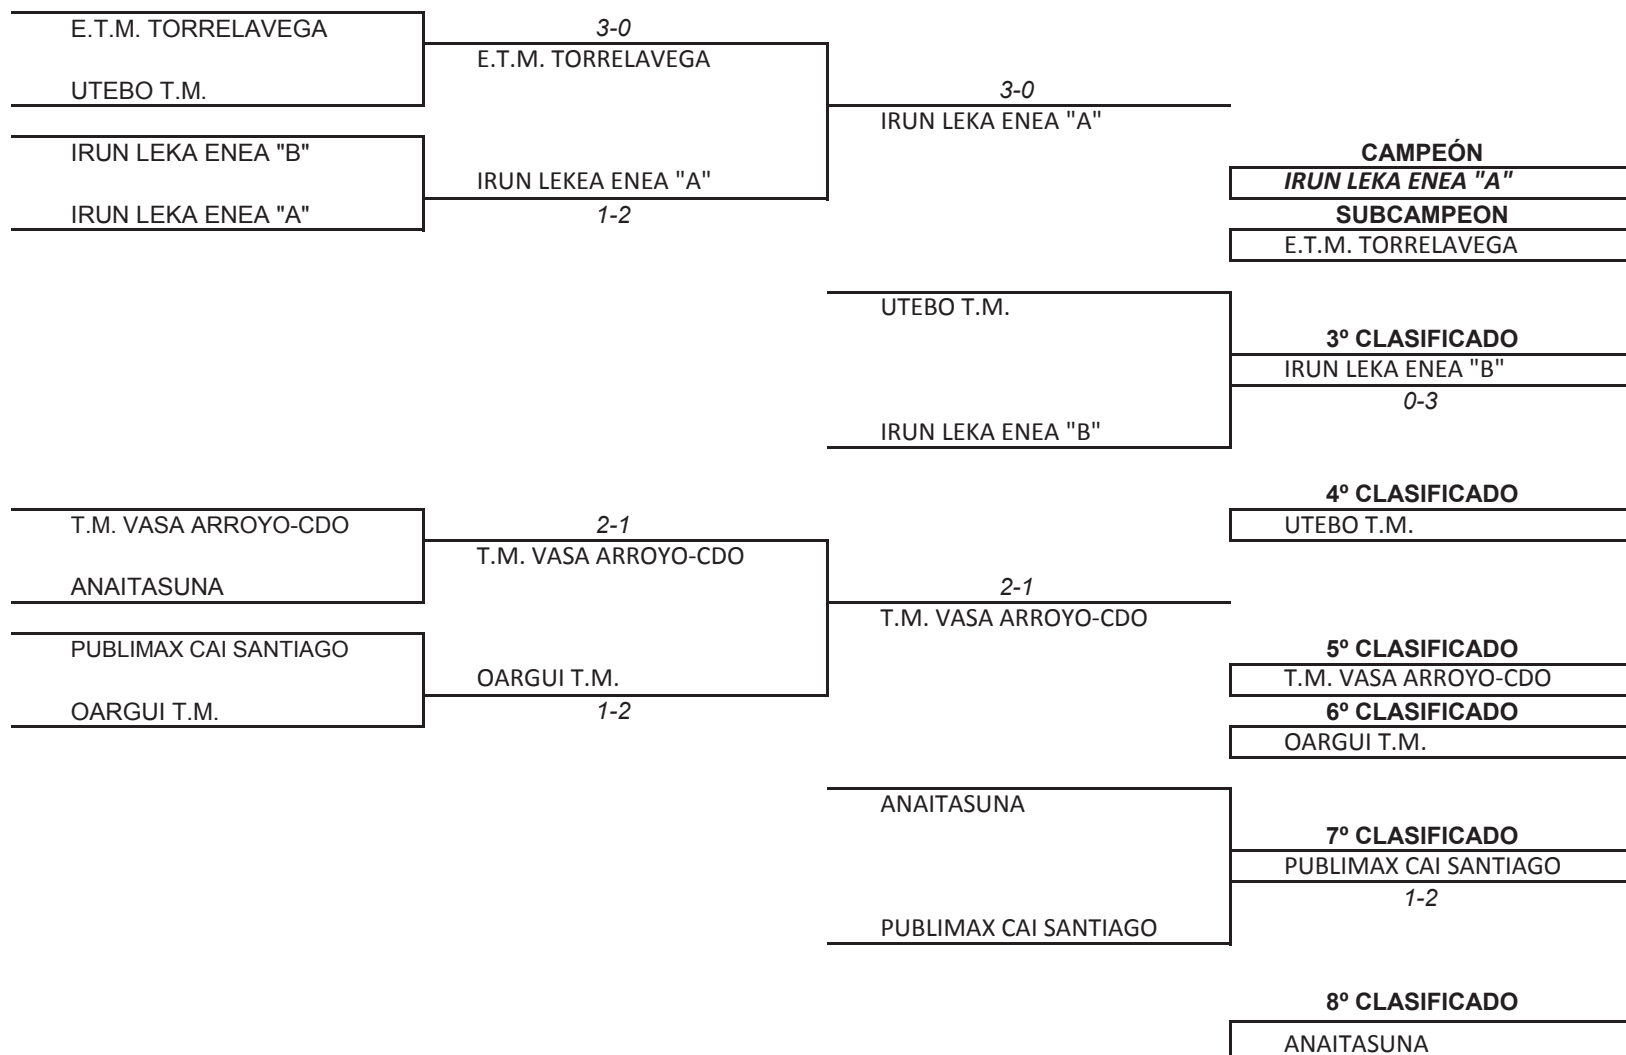 E.T.M. TORRELAVEGA
3-0
E.T.M. TORRELAVEGA
UTEBO T.M.
3-0
IRUN LEKA ENEA "A"
IRUN LEKA ENEA "B"
CAMPEÓN
IRUN LEKEA ENEA "A"
IRUN LEKA ENEA "A"
IRUN LEKA ENEA "A"
1-2
SUBCAMPEON
E.T.M. TORRELAVEGA
UTEBO T.M.
3º CLASIFICADO
IRUN LEKA ENEA "B"
0-3
IRUN LEKA ENEA "B"
4º CLASIFICADO
T.M. VASA ARROYO-CDO
2-1
UTEBO T.M.
T.M. VASA ARROYO-CDO
ANAITASUNA
2-1
T.M. VASA ARROYO-CDO
PUBLIMAX CAI SANTIAGO
5º CLASIFICADO
OARGUI T.M.
T.M. VASA ARROYO-CDO
OARGUI T.M.
1-2
6º CLASIFICADO
OARGUI T.M.
ANAITASUNA
7º CLASIFICADO
PUBLIMAX CAI SANTIAGO
1-2
PUBLIMAX CAI SANTIAGO
8º CLASIFICADO
ANAITASUNA